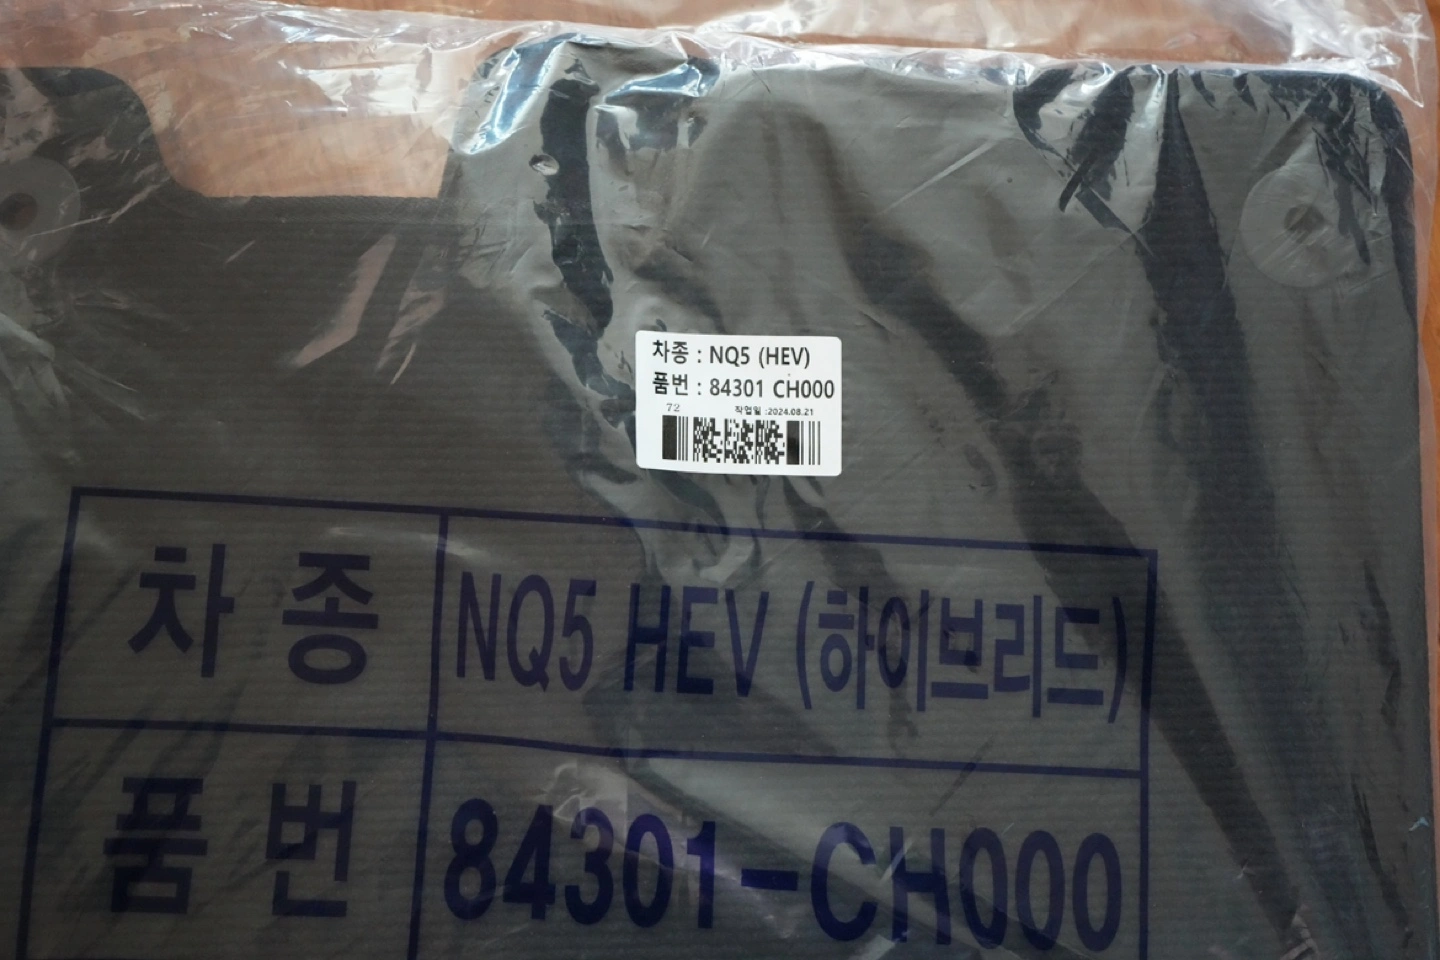 차종 : NQ5 (HEV)
품번 : 84301 CH000
72 작업일 :2024.08.21
차 종 NQ5 HEV (하이브리드)
품 번 84301-CH000